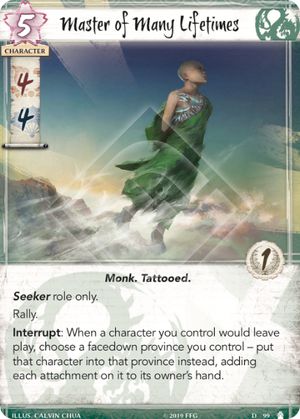 5
Master of Many Lifetimes
CHARACTER
4
4
1
Monk. Tattooed.
Seeker role only.
Rally.
Interrupt: When a character you control would leave
play, choose a facedown province you control – put
that character into that province instead, adding
each attachment on it to its owner's hand.
ILLUS. CALVIN CHUA ©2019 FFG D 99